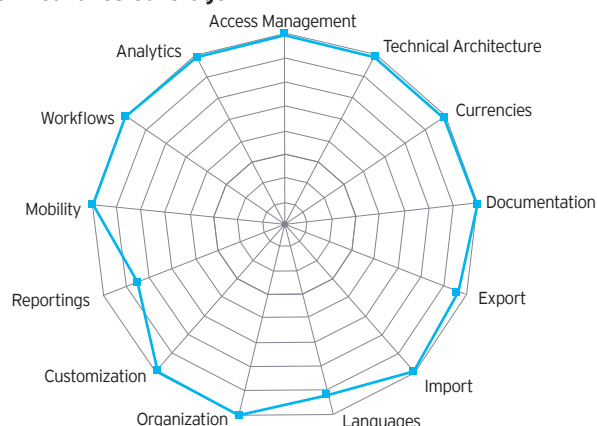 Access Management
Technical Architecture
Currencies
Documentation
Export
Import
Languages
Organization
Customization
Reportings
Mobility
Workflows
Analytics